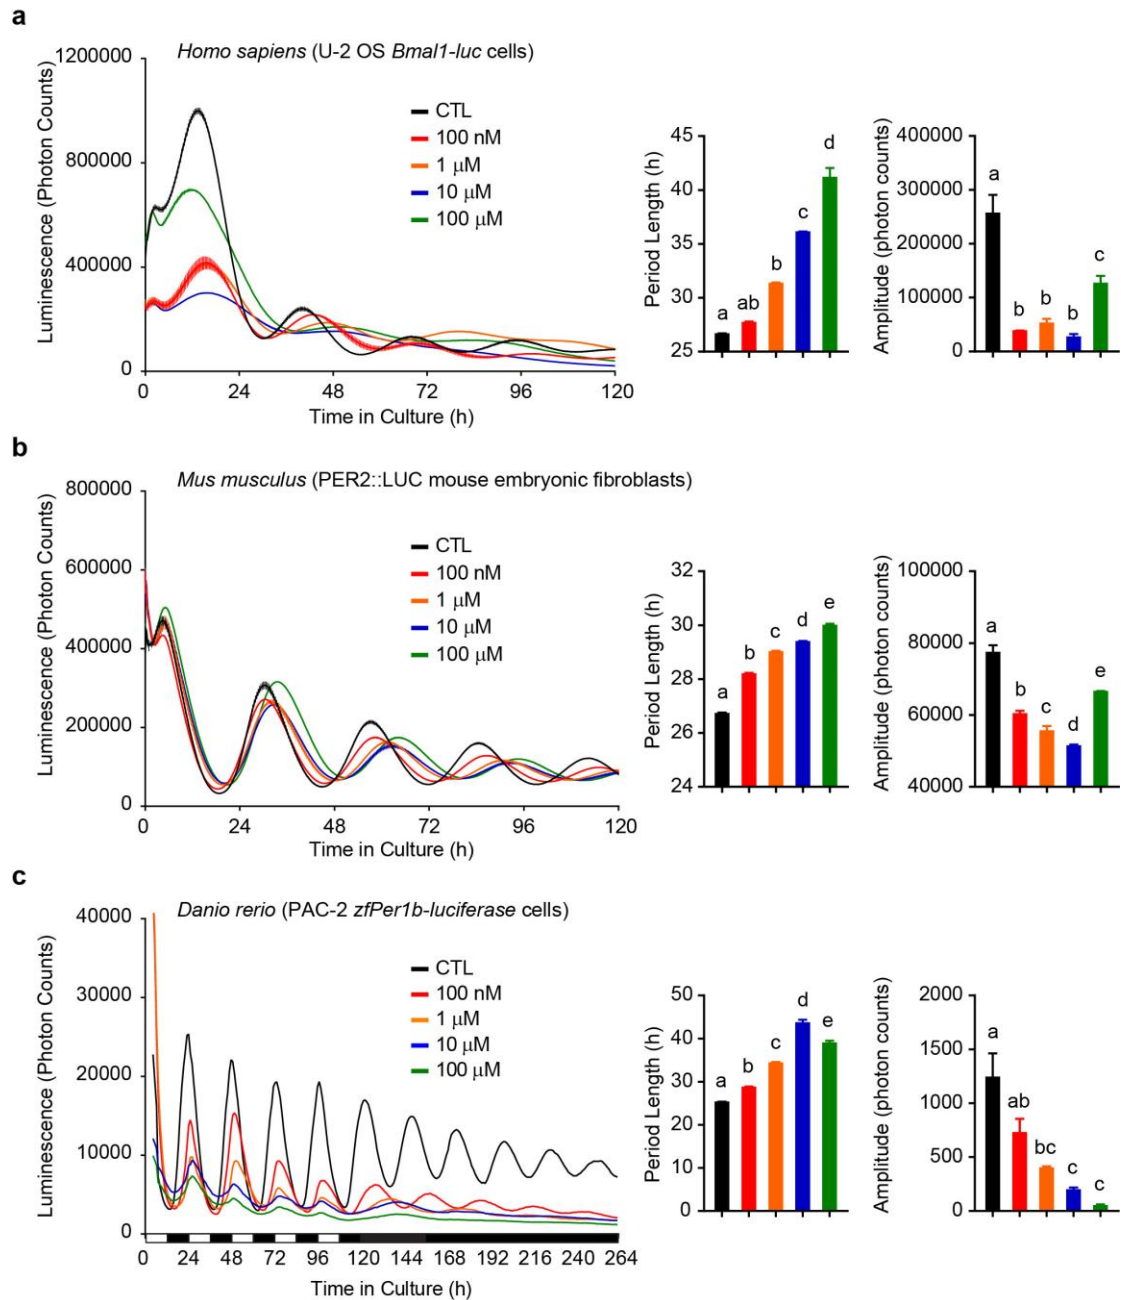 a
Homo sapiens (U-2 OS Bmal1-luc cells)
Luminescence (Photon Counts)
1200000
800000
400000
0
0 24 48 72 96 120
Time in Culture (h)
CTL
100 nM
1 μM
10 μM
100 μM
Period Length (h)
45
40
35
30
25
a ab b c d
Amplitude (photon counts)
400000
300000
200000
100000
0
a b b b c
b
Mus musculus (PER2::LUC mouse embryonic fibroblasts)
Luminescence (Photon Counts)
800000
600000
400000
200000
0
0 24 48 72 96 120
Time in Culture (h)
CTL
100 nM
1 μM
10 μM
100 μM
Period Length (h)
32
30
28
26
24
a b c d e
Amplitude (photon counts)
100000
80000
60000
40000
a b c d e
c
Danio rerio (PAC-2 zfPer1b-luciferase cells)
Luminescence (Photon Counts)
40000
30000
20000
10000
0
0 24 48 72 96 120 144 168 192 216 240 264
Time in Culture (h)
CTL
100 nM
1 μM
10 μM
100 μM
Period Length (h)
50
40
30
20
10
0
a b c d e
Amplitude (photon counts)
2000
1500
1000
500
0
a ab bc c c